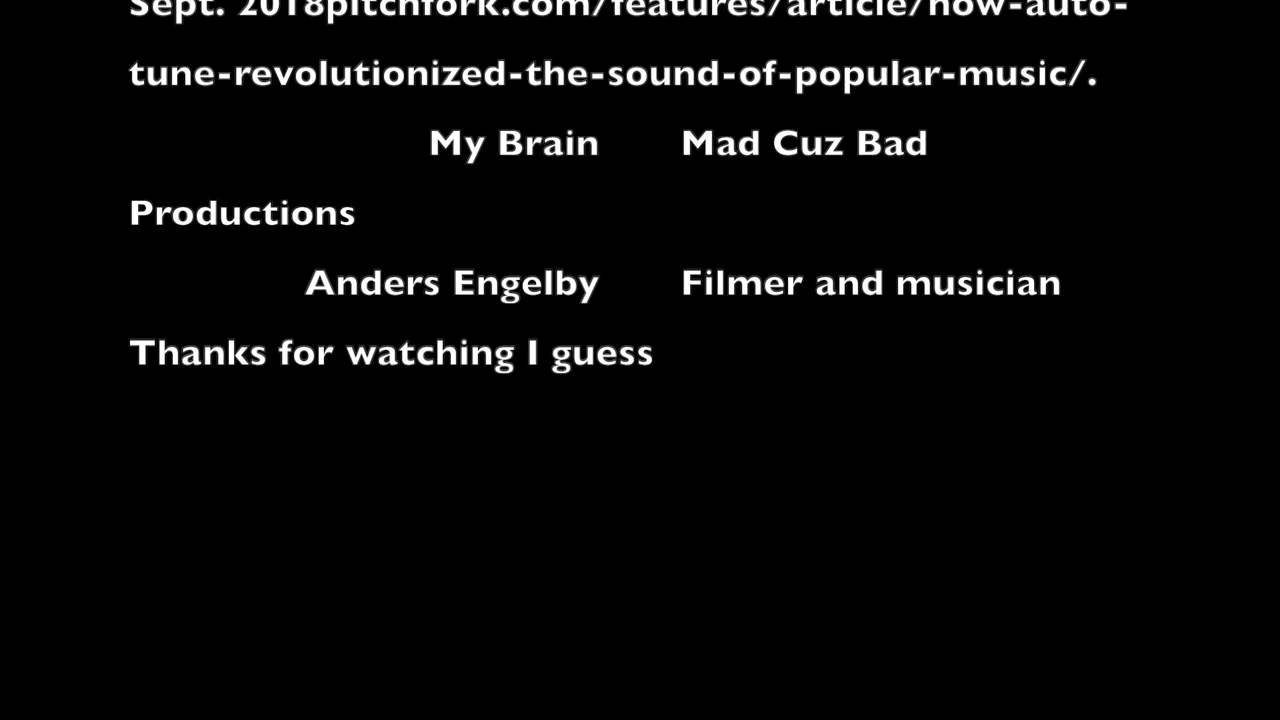 Sept. 2018pitchfork.com/features/article/how-auto-
tune-revolutionized-the-sound-of-popular-music/.
My Brain Mad Cuz Bad
Productions
Anders Engelby Filmer and musician
Thanks for watching I guess